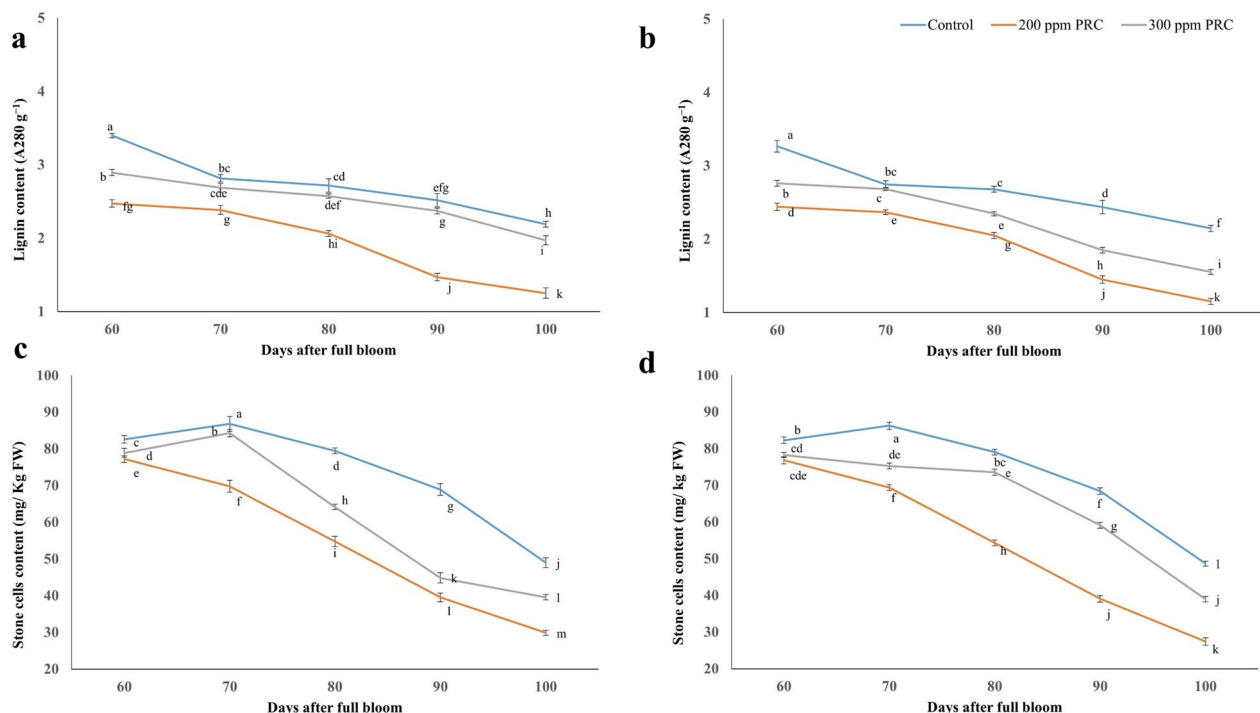 a
5
4
3
2
1
Lignin content (A280 g⁻¹)
a
b
fg
bc
cde
g
cd
def
hi
efg
g
j
h
i
k
60 70 80 90 100
Days after full bloom
b
Control 200 ppm PRC 300 ppm PRC
5
4
3
2
1
Lignin content (A280 g⁻¹)
a
b
d
bc
c
e
c
e
g
d
h
j
f
i
k
60 70 80 90 100
Days after full bloom
c
100
90
80
70
60
50
40
30
20
Stone cells content (mg/ Kg FW)
c
d
e
a
b
f
d
h
i
g
k
l
j
l
m
60 70 80 90 100
Days after full bloom
d
100
90
80
70
60
50
40
30
20
Stone cells content (mg/ kg FW)
b
cd
cde
a
de
f
bc
e
h
f
g
j
l
j
k
60 70 80 90 100
Days after full bloom